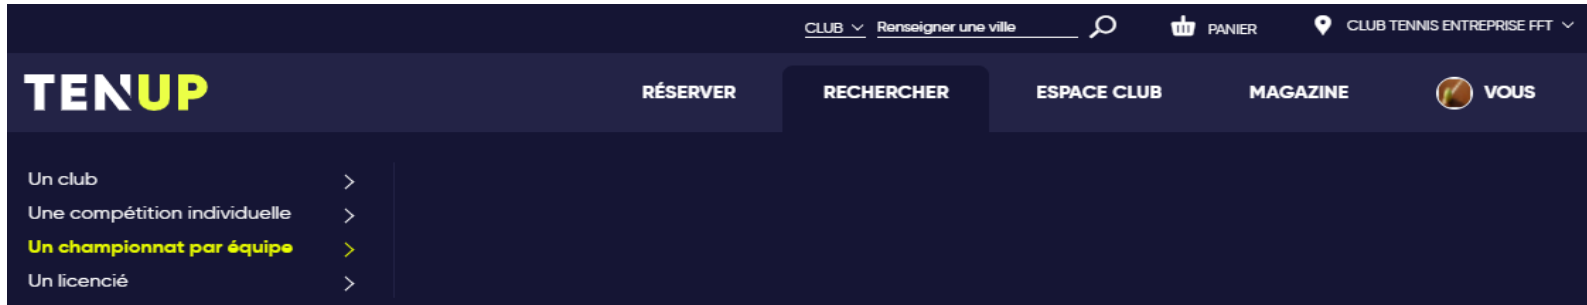 CLUB Renseigner une ville PANIER CLUB TENNIS ENTREPRISE FFT
TENUP RÉSERVER RECHERCHER ESPACE CLUB MAGAZINE VOUS
Un club
Une compétition individuelle
Un championnat par équipe
Un licencié